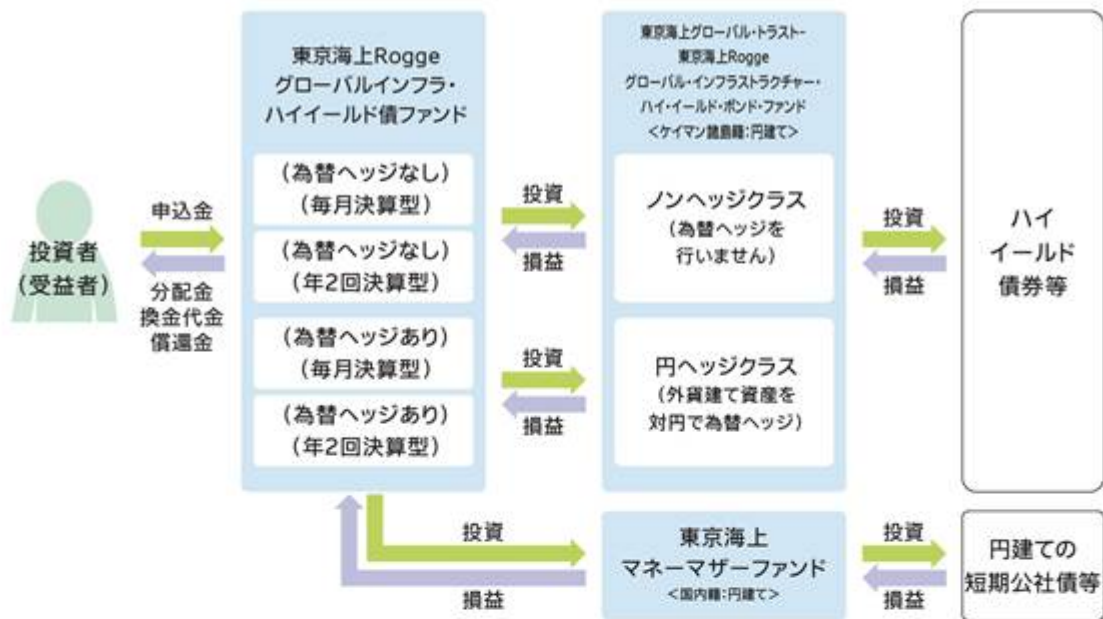 投資者
(受益者)
申込金
分配金
換金代金
償還金
東京海上Rogge
グローバルインフラ・
ハイイールド債ファンド
(為替ヘッジなし)
(毎月決算型)
(為替ヘッジなし)
(年2回決算型)
(為替ヘッジあり)
(毎月決算型)
(為替ヘッジあり)
(年2回決算型)
投資
損益
投資
損益
東京海上グローバル・トラスト-
東京海上Rogge
グローバル・インフラストラクチャー・
ハイ・イールド・ボンド・ファンド
<ケイマン諸島籍:円建て>
ノンヘッジクラス
(為替ヘッジを
行いません)
円ヘッジクラス
(外貨建て資産を
対円で為替ヘッジ)
投資
損益
ハイ
イールド
債券等
投資
損益
東京海上
マネーマザーファンド
<国内籍:円建て>
投資
損益
円建ての
短期公社債等